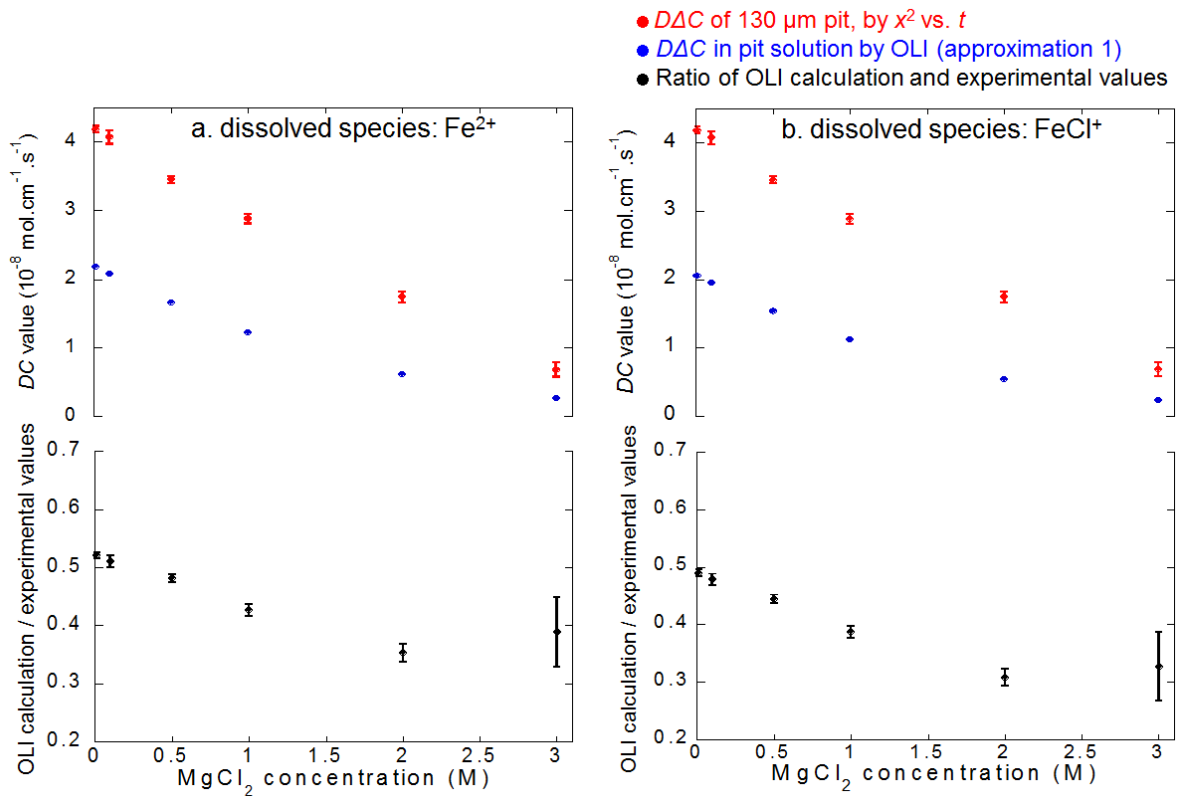 DΔC of 130 μm pit, by x² vs. t
DΔC in pit solution by OLI (approximation 1)
Ratio of OLI calculation and experimental values
a. dissolved species: Fe²⁺
DC value (10⁻⁸ mol.cm⁻¹.s⁻¹)
4
3
2
1
0
OLI calculation / experimental values
0.7
0.6
0.5
0.4
0.3
0.2
0 0.5 1 1.5 2 2.5 3
MgCl₂ concentration (M)
b. dissolved species: FeCl⁺
DC value (10⁻⁸ mol.cm⁻¹.s⁻¹)
4
3
2
1
0
OLI calculation / experimental values
0.7
0.6
0.5
0.4
0.3
0.2
0 0.5 1 1.5 2 2.5 3
MgCl₂ concentration (M)